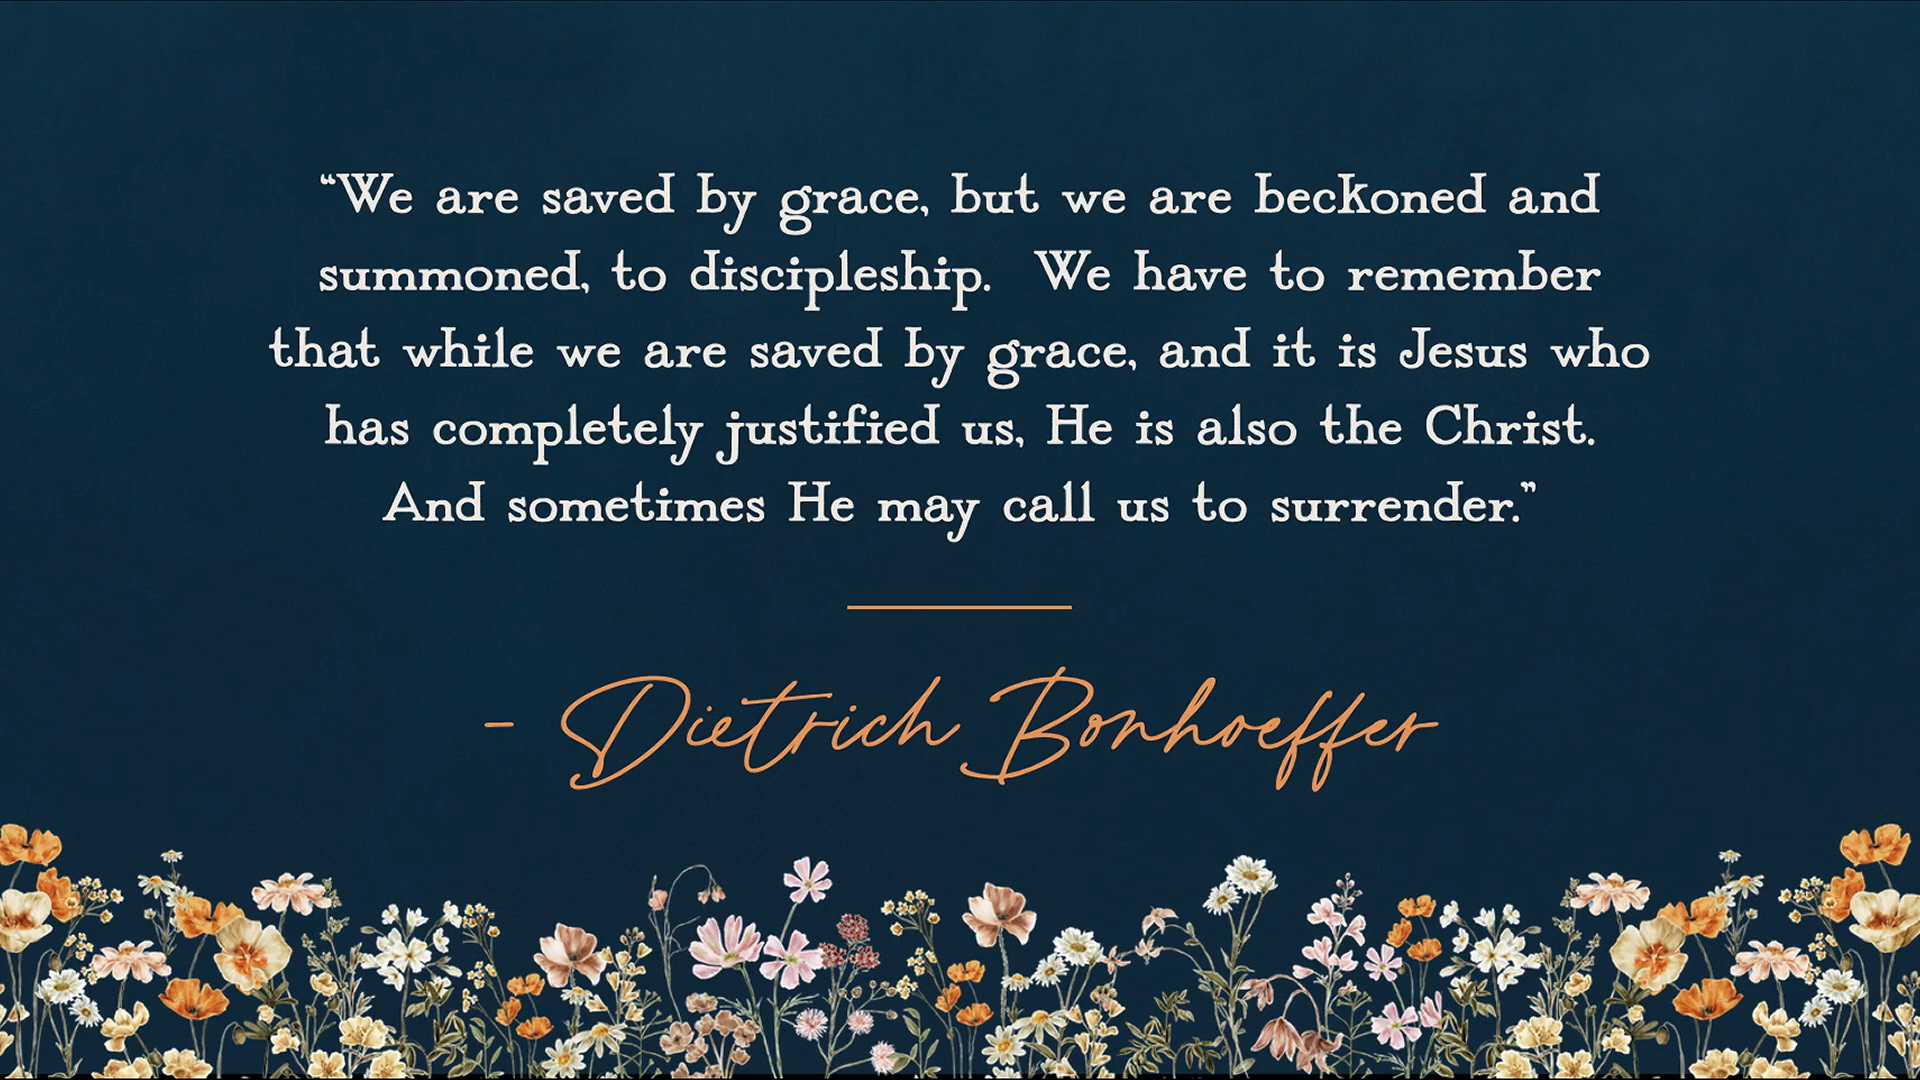 “We are saved by grace, but we are beckoned and
summoned, to discipleship.  We have to remember
that while we are saved by grace, and it is Jesus who
has completely justified us, He is also the Christ.
And sometimes He may call us to surrender.”
- Dietrich Bonhoeffer